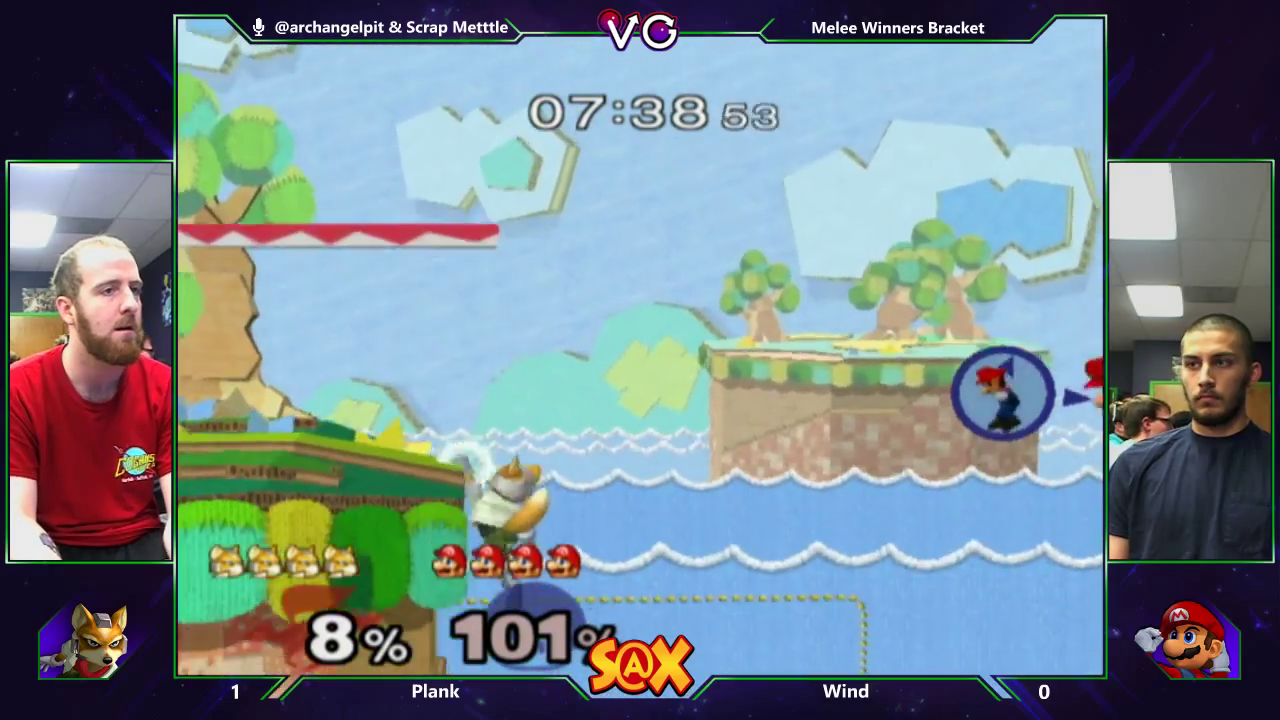 @archangelpit & Scrap Metttle
VG
Melee Winners Bracket
07:38 53
8%
101%
S@X
1
Plank
Wind
0